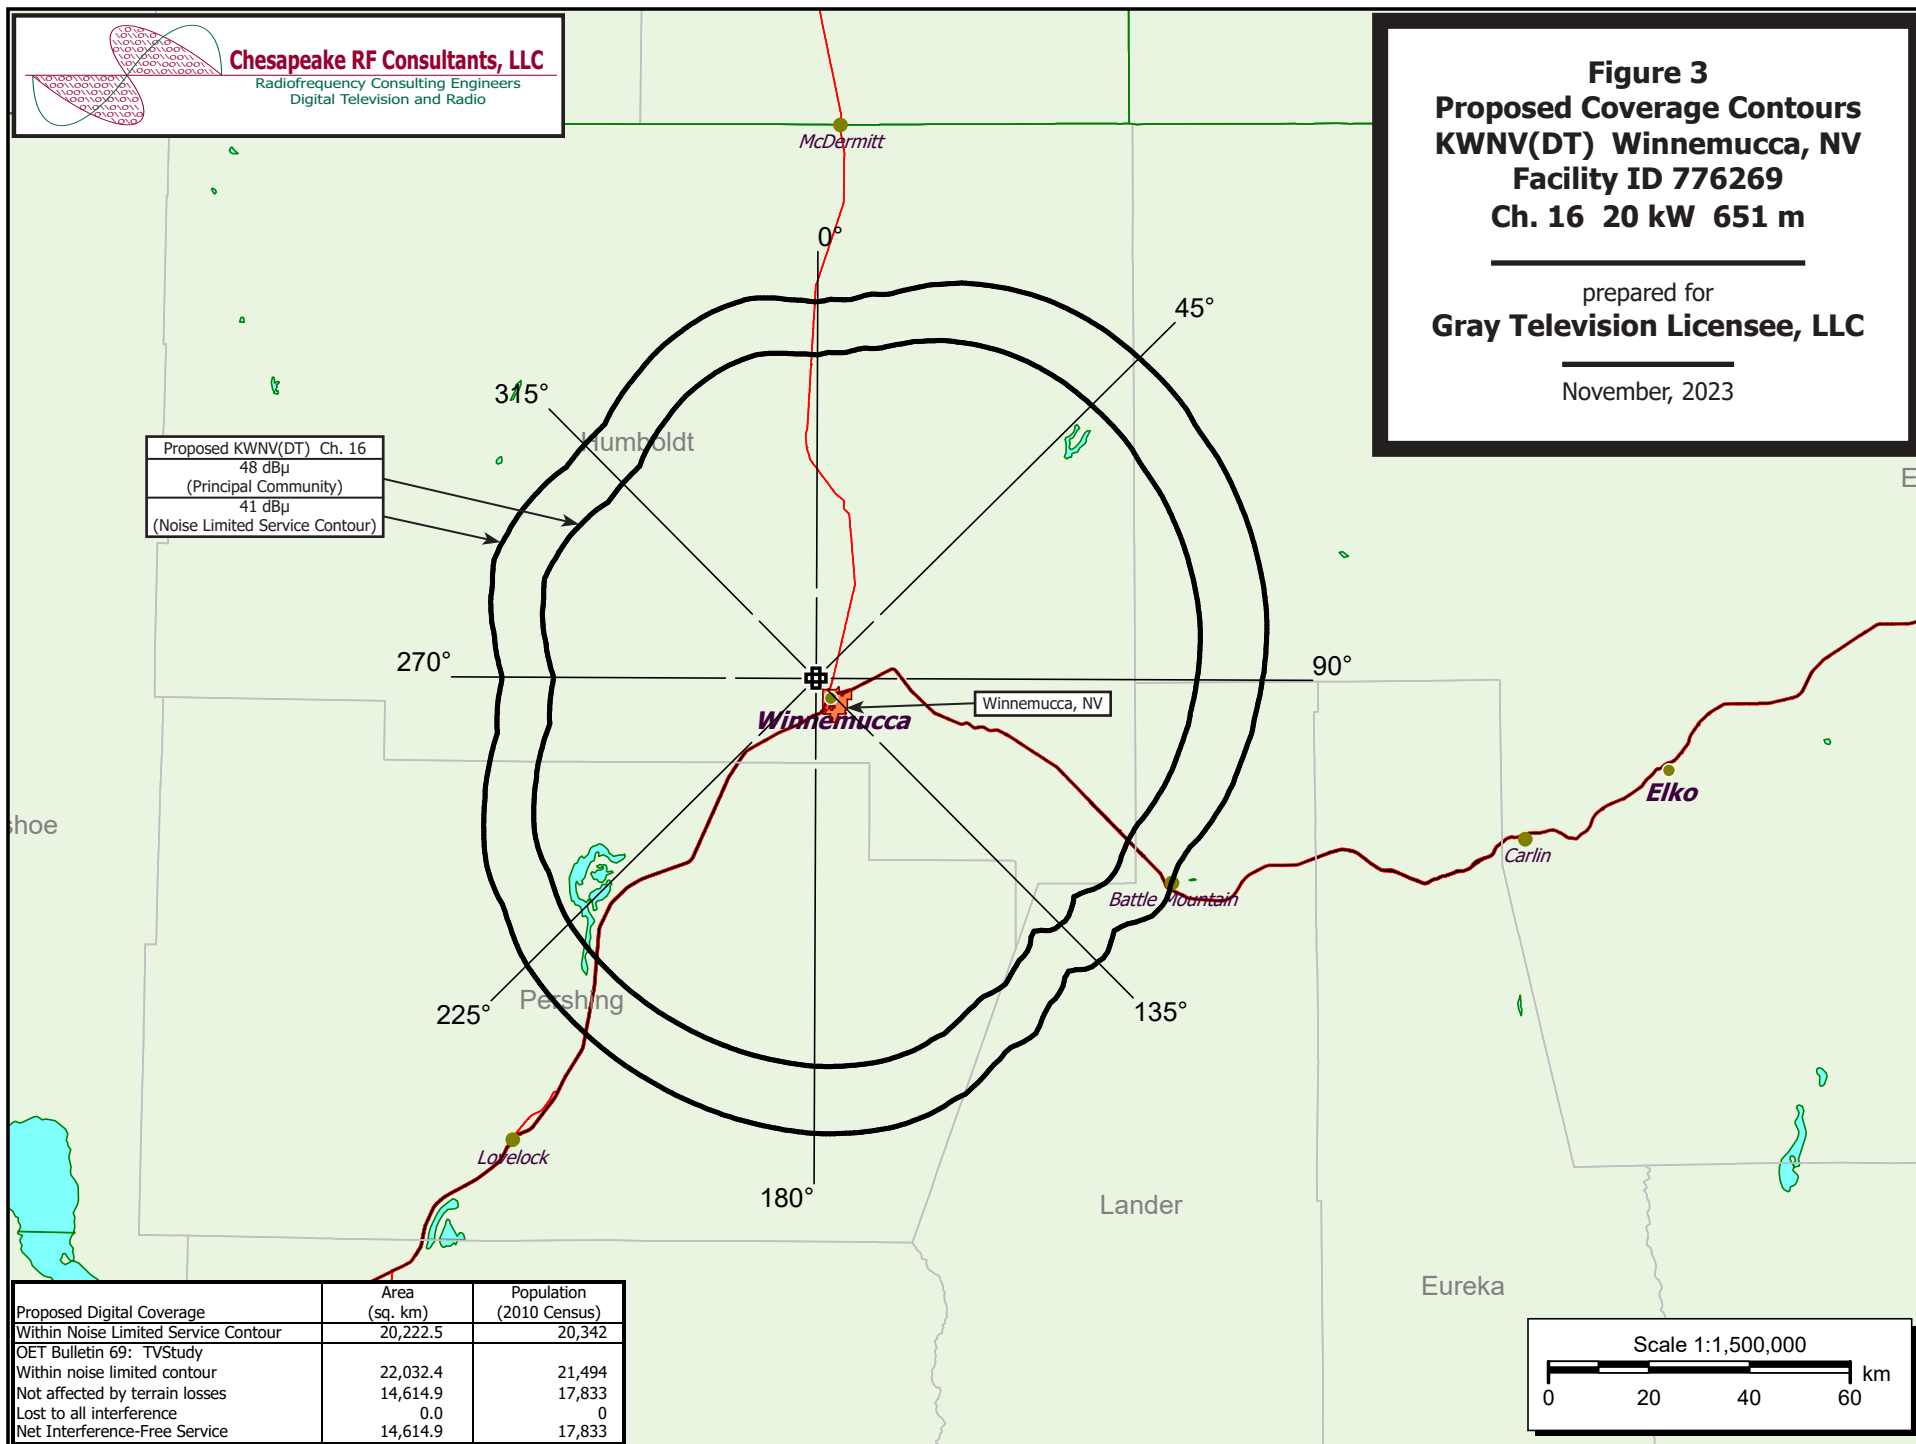 Chesapeake RF Consultants, LLC
Radiofrequency Consulting Engineers
Digital Television and Radio
Figure 3
Proposed Coverage Contours
KWNV(DT) Winnemucca, NV
Facility ID 776269
Ch. 16 20 kW 651 m
prepared for
Gray Television Licensee, LLC
November, 2023
McDermitt
0°
45°
315°
Humboldt
Proposed KWNV(DT) Ch. 16
48 dBµ
(Principal Community)
41 dBµ
(Noise Limited Service Contour)
E
270°
90°
Winnemucca, NV
Winnemucca
Elko
shoe
Carlin
Battle Mountain
225°
Pershing
135°
Lovelock
180°
Lander
Eureka
Proposed Digital Coverage Area (sq. km) Population (2010 Census)
Within Noise Limited Service Contour 20,222.5 20,342
OET Bulletin 69: TVStudy
Within noise limited contour 22,032.4 21,494
Not affected by terrain losses 14,614.9 17,833
Lost to all interference 0.0 0
Net Interference-Free Service 14,614.9 17,833
Scale 1:1,500,000
km
0 20 40 60